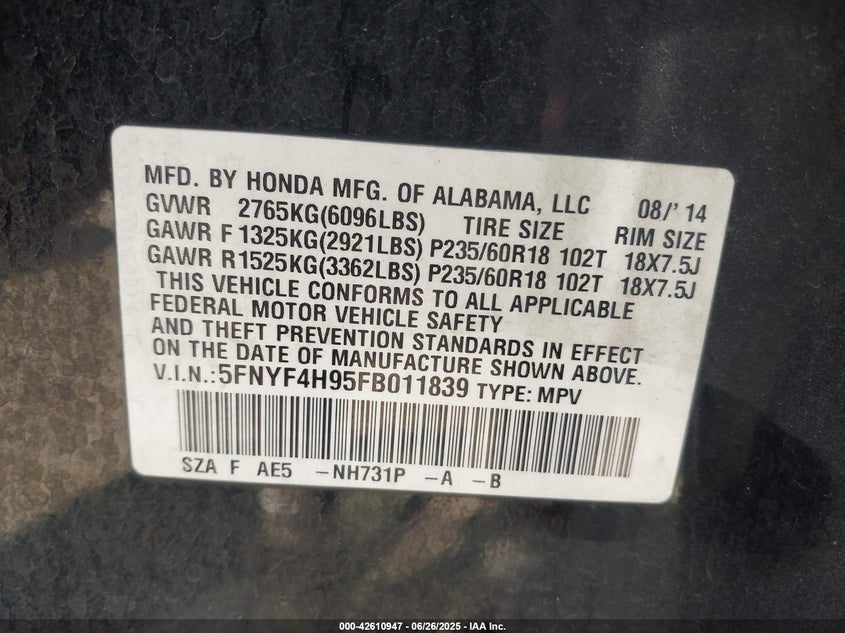 MFD. BY HONDA MFG. OF ALABAMA, LLC 08/' 14
GVWR 2765KG(6096LBS) TIRE SIZE RIM SIZE
GAWR F 1325KG(2921LBS) P235/60R18 102T 18X7.5J
GAWR R1525KG(3362LBS) P235/60R18 102T 18X7.5J
THIS VEHICLE CONFORMS TO ALL APPLICABLE
FEDERAL MOTOR VEHICLE SAFETY
AND THEFT PREVENTION STANDARDS IN EFFECT
ON THE DATE OF MANUFACTURE SHOWN ABOVE.
V.I.N.:5FNYF4H95FB011839 TYPE: MPV
SZA F AE5 -NH731P -A -B
000-42610947 - 06/26/2025 - IAA Inc.